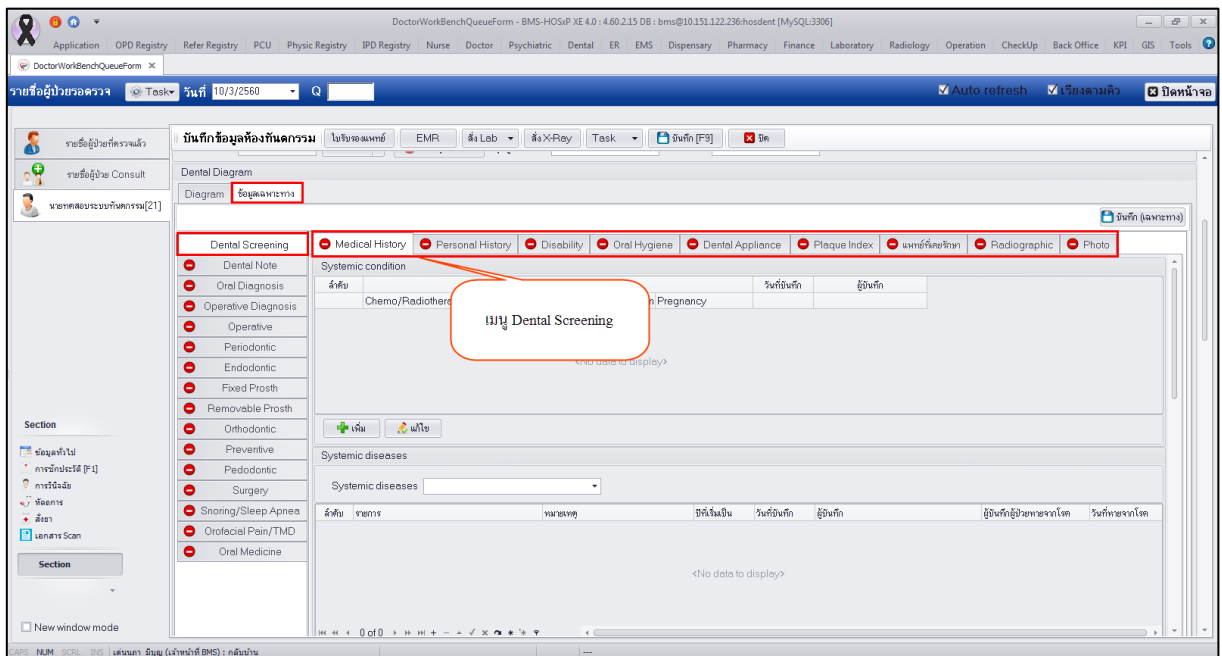 DoctorWorkBenchQueueForm - BMS-HOSxP XE 4.0 : 4.60.2.15 DB : bms@10.151.122.236:hosdent [MySQL:3306]
Application OPD Registry Refer Registry PCU Physic Registry IPD Registry Nurse Doctor Psychiatric Dental ER EMS Dispensary Pharmacy Finance Laboratory Radiology Operation CheckUp Back Office KPI GIS Tools
DoctorWorkBenchQueueForm
รายชื่อผู้ป่วยรอตรวจ Task วันที่ 10/3/2560 Q Auto refresh เรียงตามคิว ปิดหน้าจอ
รายชื่อผู้ป่วยที่ตรวจแล้ว บันทึกข้อมูลห้องทันตกรรม ใบรับรองแพทย์ EMR สั่ง Lab สั่ง X-Ray Task บันทึก [F9] ปิด
รายชื่อผู้ป่วย Consult Dental Diagram
นายทดสอบระบบทันตกรรม[21] Diagram ข้อมูลเฉพาะทาง
บันทึก (เฉพาะทาง)
Dental Screening Medical History Personal History Disability Oral Hygiene Dental Appliance Plaque Index แพทย์ที่เคยรักษา Radiographic Photo
Dental Note Systemic condition
Oral Diagnosis ลำดับ วันที่บันทึก ผู้บันทึก
Operative Diagnosis Chemo/Radiothera n Pregnancy
เมนู Dental Screening
Operative
Periodontic
<No data to display>
Endodontic
Fixed Prosth
Removable Prosth
Section Orthodontic เพิ่ม แก้ไข
ข้อมูลทั่วไป Preventive Systemic diseases
การซักประวัติ [F1] Pedodontic
การวินิจฉัย Surgery Systemic diseases
หัตถการ Snoring/Sleep Apnea ลำดับ รายการ หมายเหตุ ปีที่เริ่มเป็น วันที่บันทึก ผู้บันทึก ผู้บันทึกผู้ป่วยหายจากโรค วันที่หายจากโรค
สั่งยา Orofacial Pain/TMD
เอกสาร Scan Oral Medicine
Section
<No data to display>
New window mode 0 of 0
CAPS NUM SCRL INS (เจ้าหน้าที่ BMS) : กลับบ้าน ---